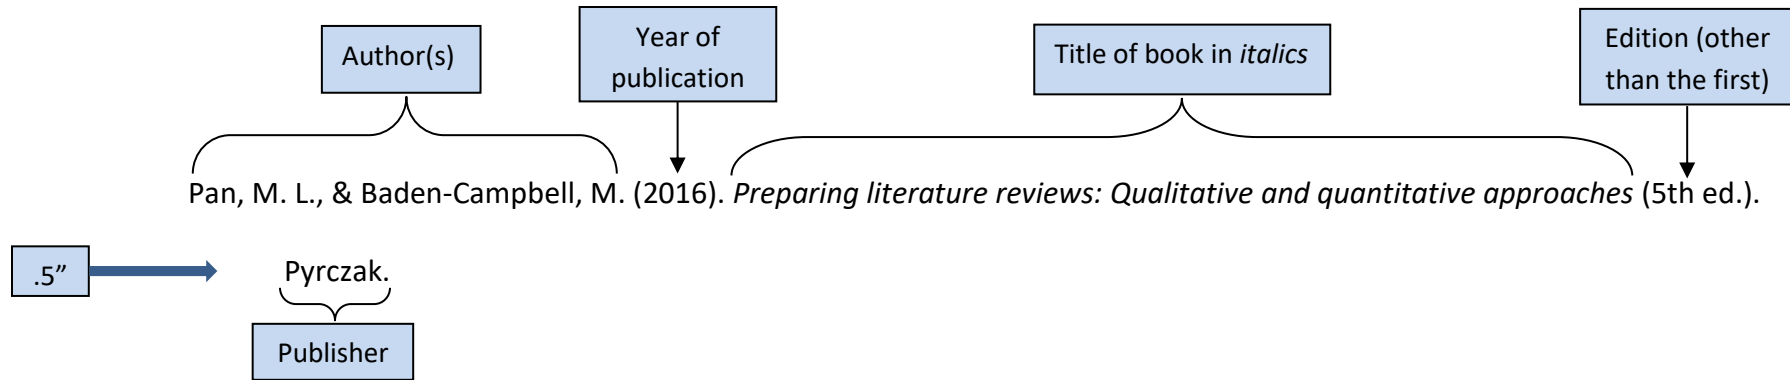 Author(s)
Year of
publication
Title of book in italics
Edition (other
than the first)
Pan, M. L., & Baden-Campbell, M. (2016). Preparing literature reviews: Qualitative and quantitative approaches (5th ed.).
.5”
Pyrczak.
Publisher